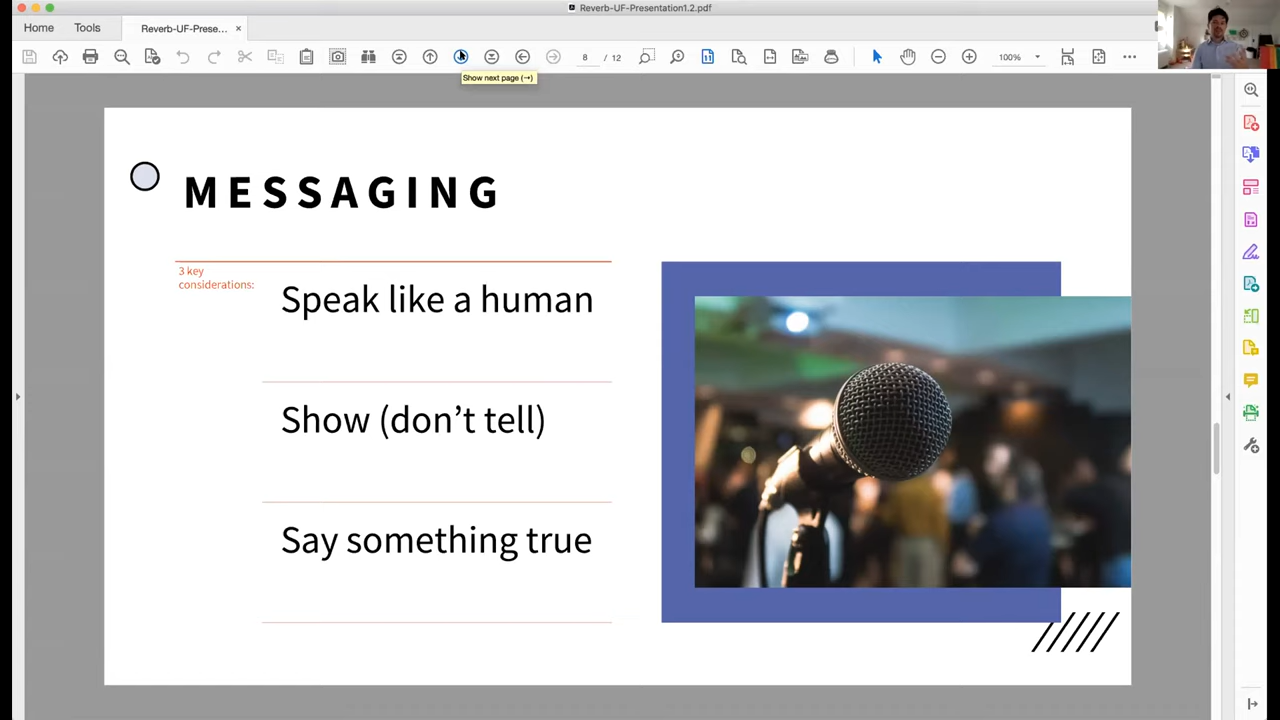 Reverb-UF-Presentation1.2.pdf
Home
Tools
Reverb-UF-Prese...
×
8 / 12
100%
Show next page (→)
MESSAGING
3 key
considerations:
Speak like a human
Show (don’t tell)
Say something true